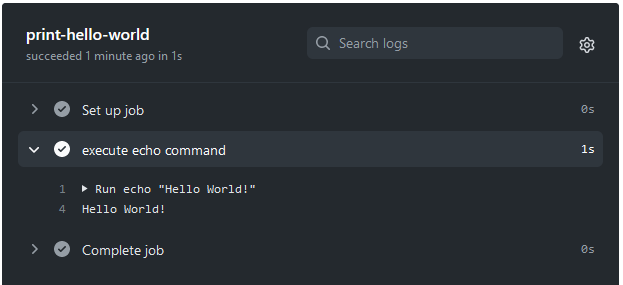 print-hello-world
succeeded 1 minute ago in 1s
Search logs
Set up job 0s
execute echo command 1s
1 Run echo "Hello World!"
4 Hello World!
Complete job 0s